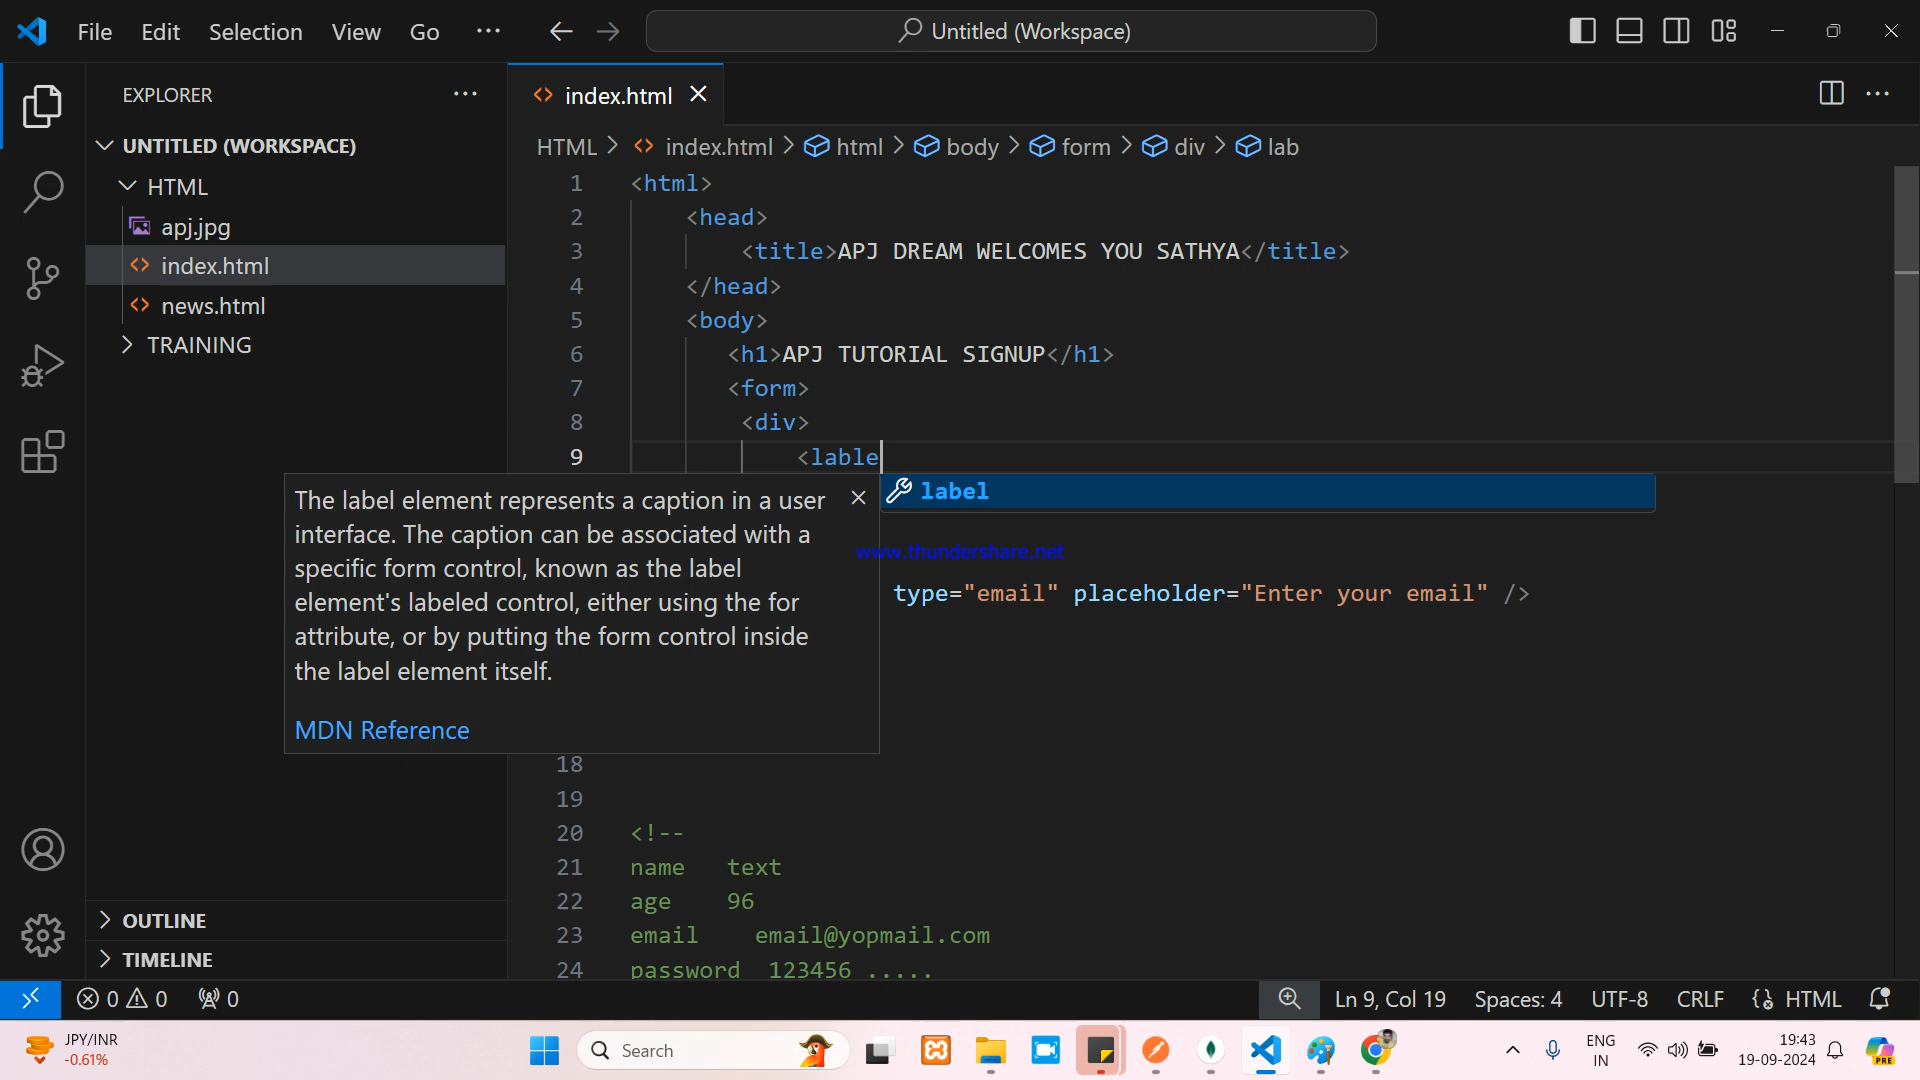 File Edit Selection View Go ··· Untitled (Workspace)
EXPLORER ···
UNTITLED (WORKSPACE)
HTML
apj.jpg
index.html
news.html
TRAINING
OUTLINE
TIMELINE
index.html
HTML > index.html > html > body > form > div > lab
1 <html>
2 <head>
3 <title>APJ DREAM WELCOMES YOU SATHYA</title>
4 </head>
5 <body>
6 <h1>APJ TUTORIAL SIGNUP</h1>
7 <form>
8 <div>
9 <lable
label
The label element represents a caption in a user
interface. The caption can be associated with a
specific form control, known as the label
element's labeled control, either using the for
attribute, or by putting the form control inside
the label element itself.
MDN Reference
www.thundershare.net
type="email" placeholder="Enter your email" />
18
19
20 <!--
21 name text
22 age 96
23 email email@yopmail.com
24 password 123456 .....
0 0 0 Ln 9, Col 19 Spaces: 4 UTF-8 CRLF HTML
JPY/INR
-0.61%
Search
ENG
IN
19:43
19-09-2024
PRE